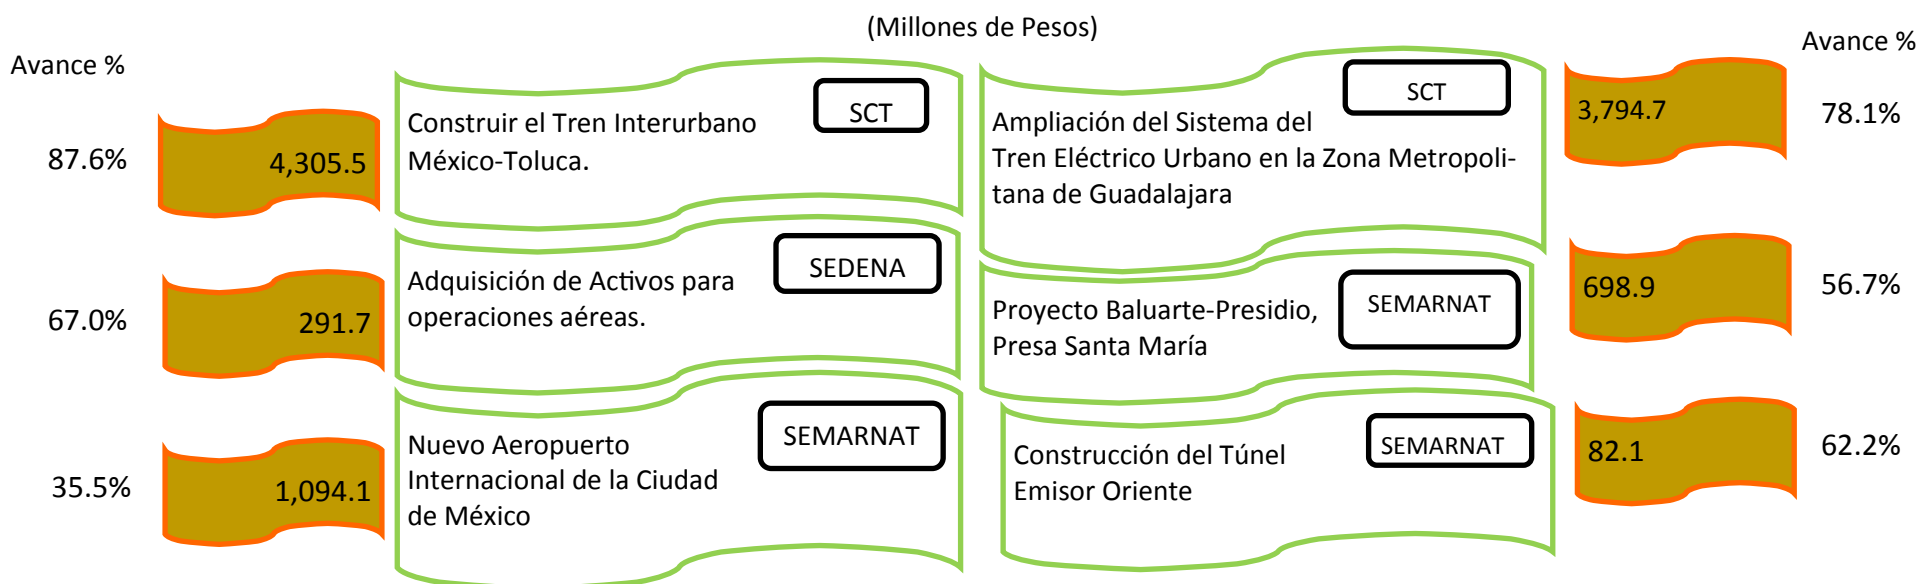 (Millones de Pesos)
Avance %
87.6%
4,305.5
Construir el Tren Interurbano
México-Toluca.
SCT
67.0%
291.7
Adquisición de Activos para
operaciones aéreas.
SEDENA
35.5%
1,094.1
Nuevo Aeropuerto
Internacional de la Ciudad
de México
SEMARNAT
Avance %
Ampliación del Sistema del
Tren Eléctrico Urbano en la Zona Metropoli-
tana de Guadalajara
SCT
3,794.7
78.1%
Proyecto Baluarte-Presidio,
Presa Santa María
SEMARNAT
698.9
56.7%
Construcción del Túnel
Emisor Oriente
SEMARNAT
82.1
62.2%